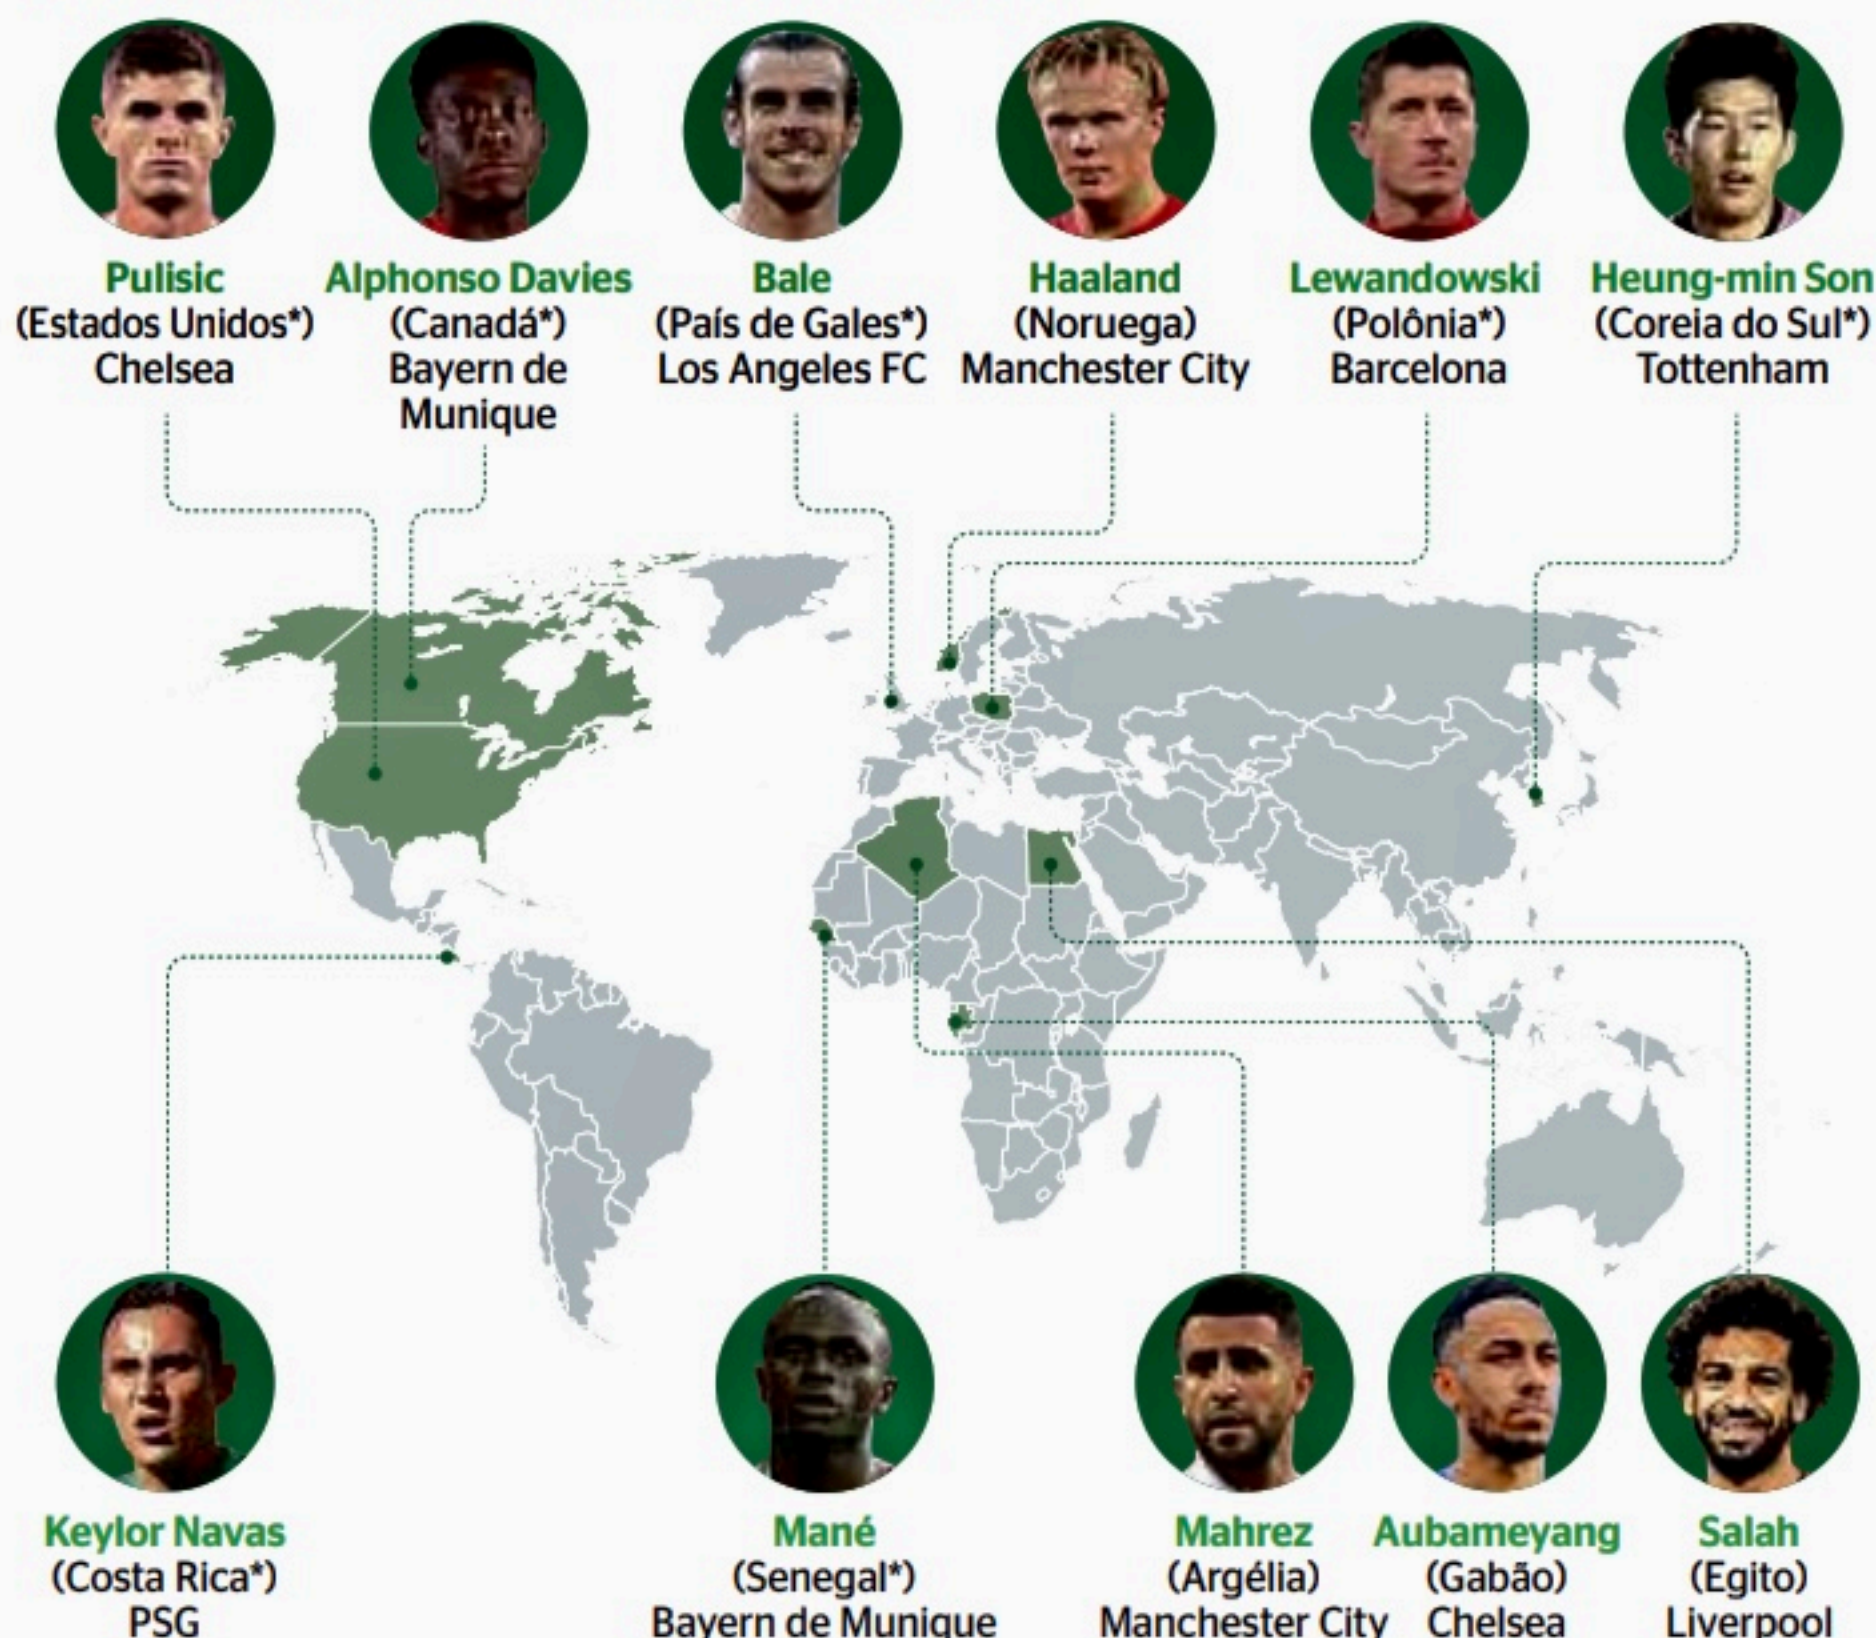 Pulisic
(Estados Unidos*)
Chelsea
Alphonso Davies
(Canadá*)
Bayern de
Munique
Bale
(País de Gales*)
Los Angeles FC
Haaland
(Noruega)
Manchester City
Lewandowski
(Polônia*)
Barcelona
Heung-min Son
(Coreia do Sul*)
Tottenham
Keylor Navas
(Costa Rica*)
PSG
Mané
(Senegal*)
Bayern de Munique
Mahrez
(Argélia)
Manchester City
Aubameyang
(Gabão)
Chelsea
Salah
(Egito)
Liverpool